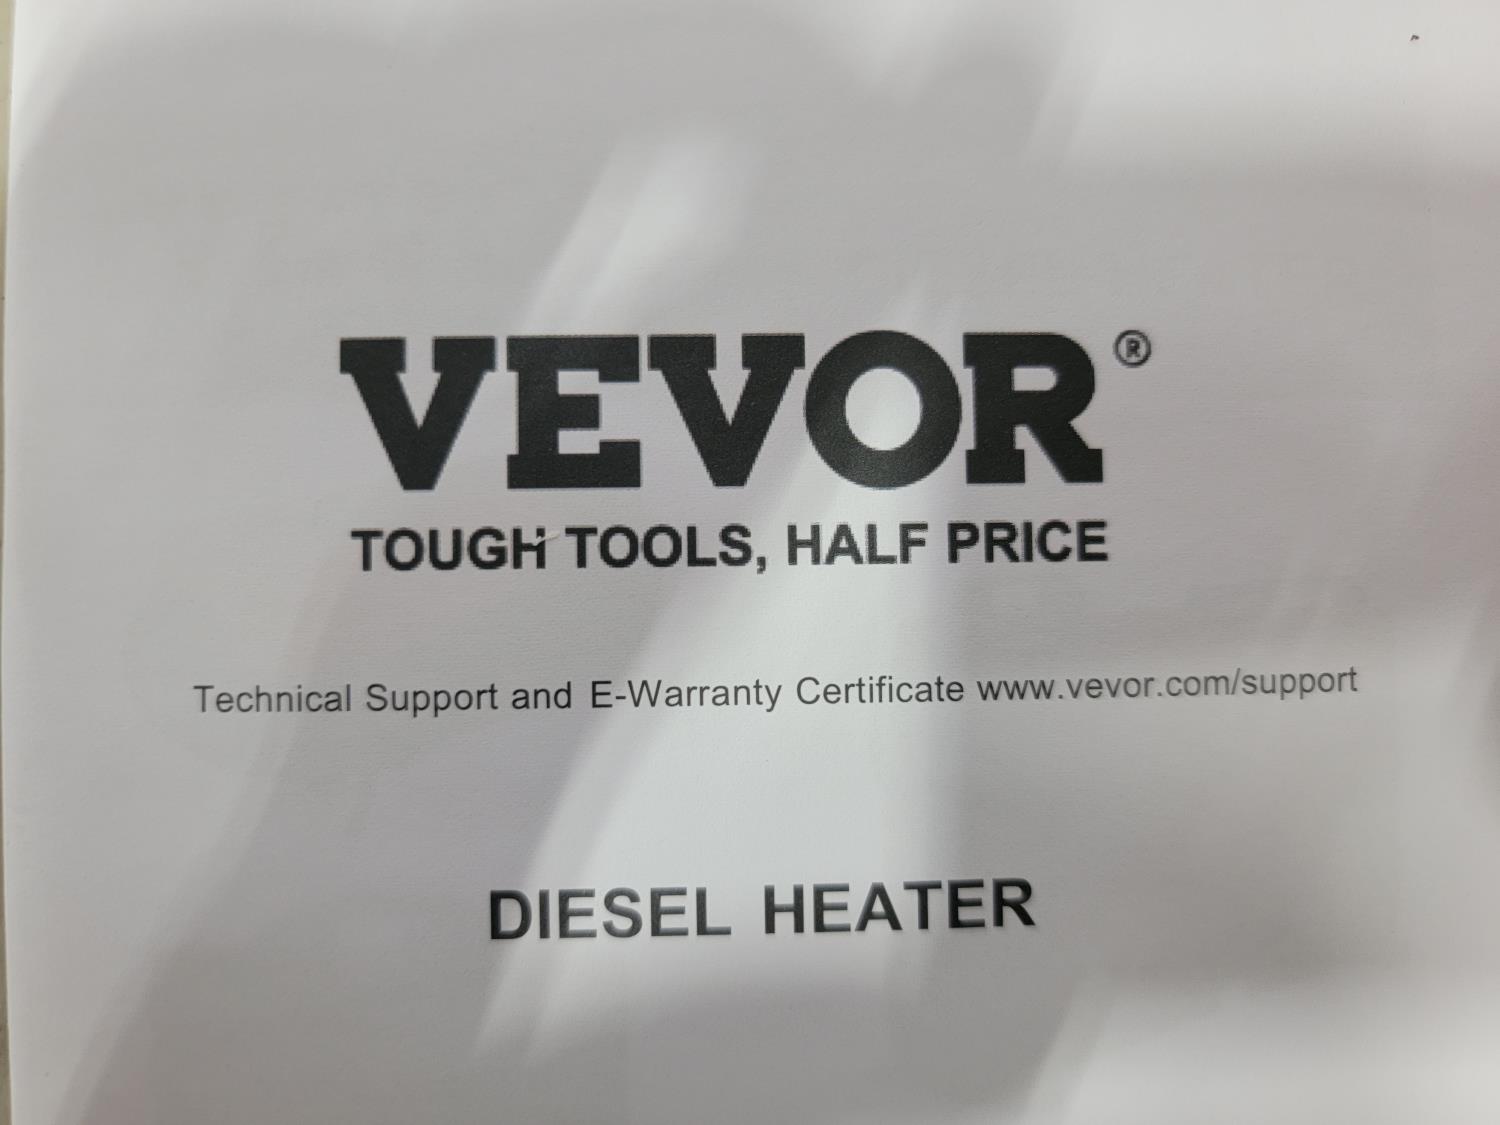 VEVOR®
TOUGH TOOLS, HALF PRICE
Technical Support and E-Warranty Certificate www.vevor.com/support
DIESEL HEATER